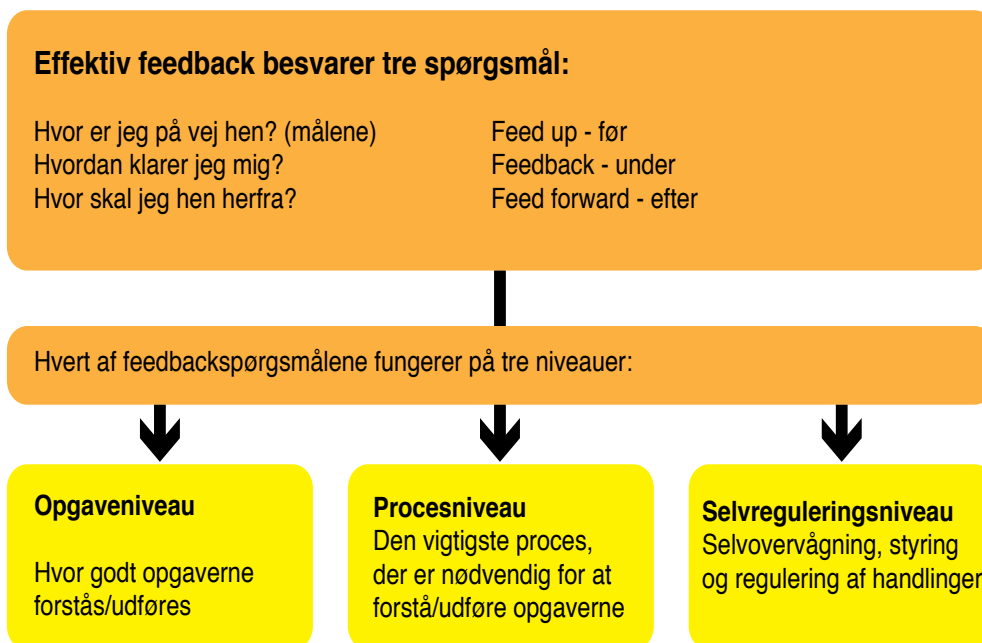 Effektiv feedback besvarer tre spørgsmål:
Hvor er jeg på vej hen? (målene) Feed up - før
Hvordan klarer jeg mig? Feedback - under
Hvor skal jeg hen herfra? Feed forward - efter
Hvert af feedbackspørgsmålene fungerer på tre niveauer:
Opgaveniveau
Hvor godt opgaverne
forstås/udføres
Procesniveau
Den vigtigste proces,
der er nødvendig for at
forstå/udføre opgaverne
Selvreguleringsniveau
Selvovervågning, styring
og regulering af handlinger